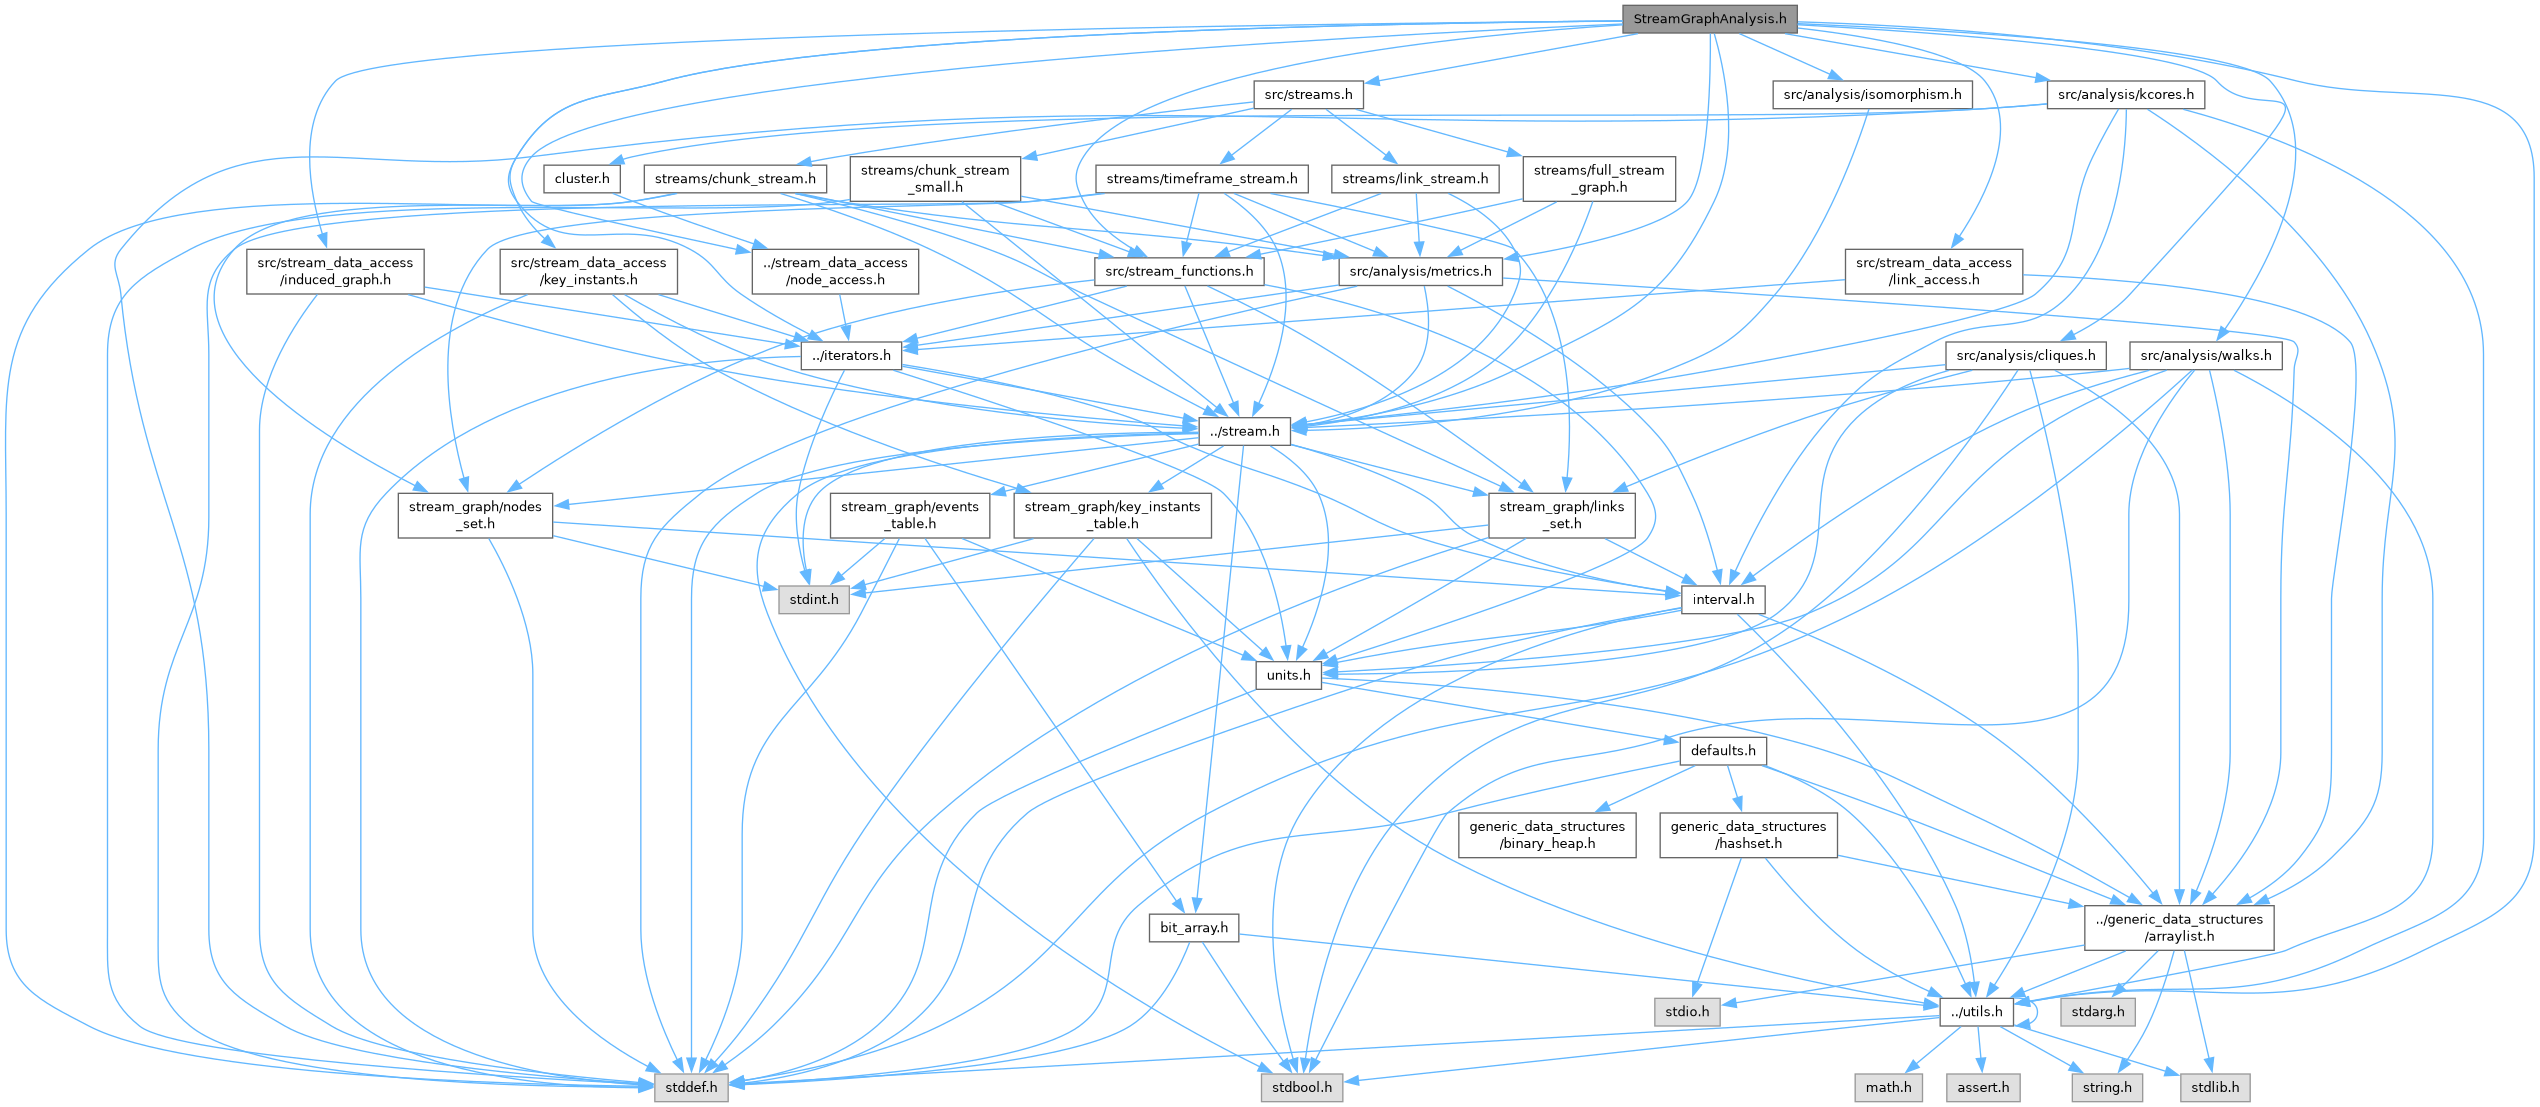 StreamGraphAnalysis.h
src/streams.h
src/analysis/isomorphism.h
src/analysis/kcores.h
cluster.h
streams/chunk_stream.h
streams/chunk_stream
_small.h
streams/timeframe_stream.h
streams/link_stream.h
streams/full_stream
_graph.h
src/stream_data_access
/induced_graph.h
src/stream_data_access
/key_instants.h
../stream_data_access
/node_access.h
src/stream_functions.h
src/analysis/metrics.h
src/stream_data_access
/link_access.h
../iterators.h
src/analysis/cliques.h
src/analysis/walks.h
../stream.h
stream_graph/nodes
_set.h
stream_graph/events
_table.h
stream_graph/key_instants
_table.h
stream_graph/links
_set.h
stdint.h
interval.h
units.h
defaults.h
generic_data_structures
/binary_heap.h
generic_data_structures
/hashset.h
bit_array.h
../generic_data_structures
/arraylist.h
stdio.h
../utils.h
stdarg.h
stddef.h
stdbool.h
math.h
assert.h
string.h
stdlib.h